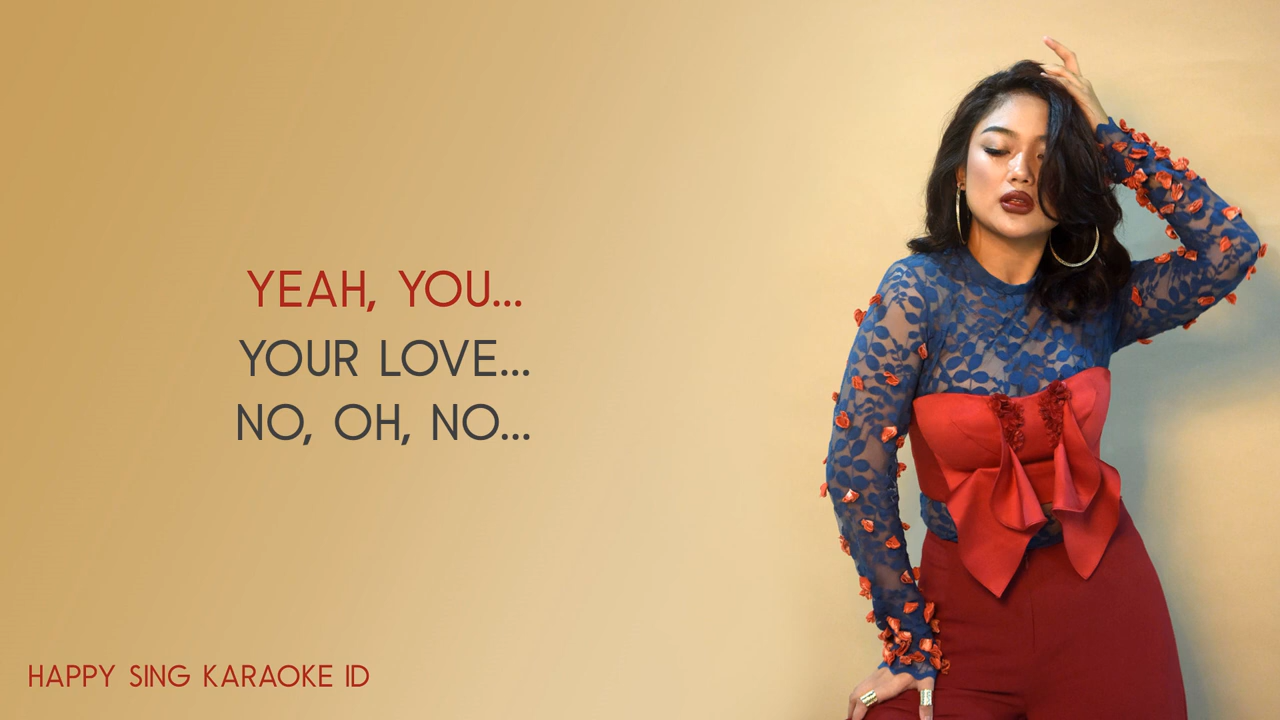 YEAH, YOU...
YOUR LOVE...
NO, OH, NO...
HAPPY SING KARAOKE ID